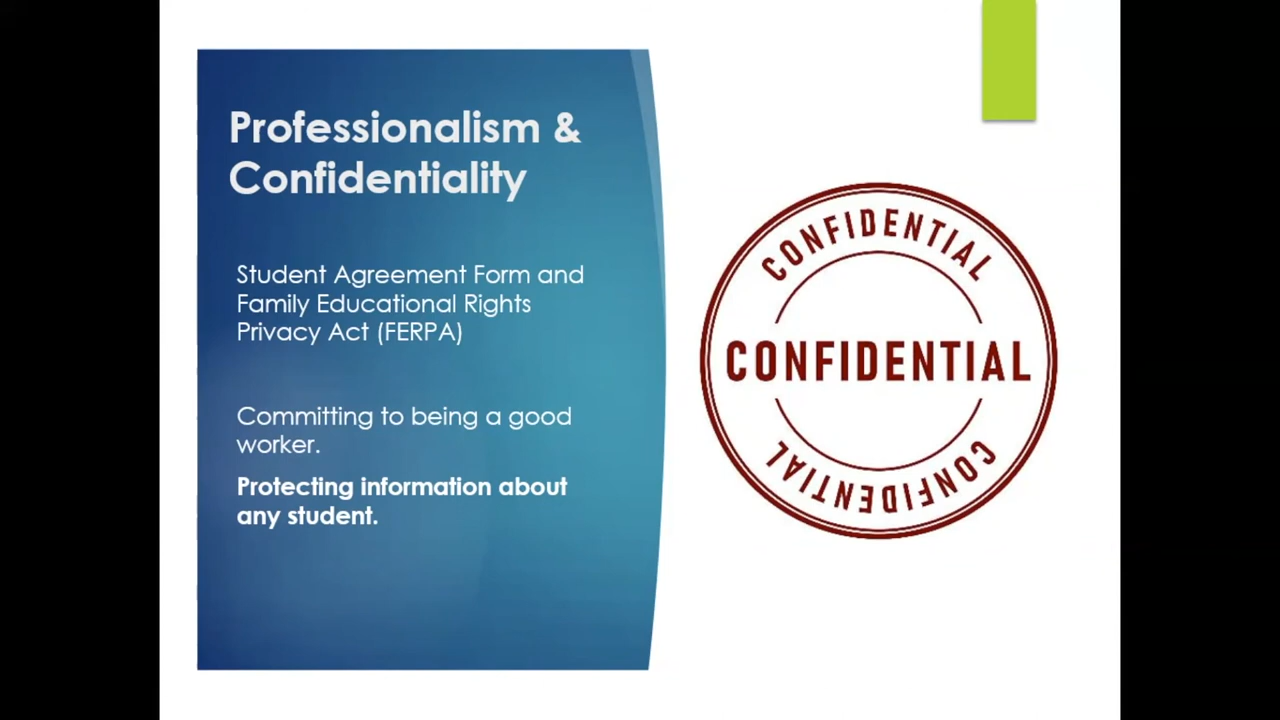 Professionalism &
Confidentiality
Student Agreement Form and
Family Educational Rights
Privacy Act (FERPA)
Committing to being a good
worker.
Protecting information about
any student.
CONFIDENTIAL
CONFIDENTIAL
CONFIDENTIAL